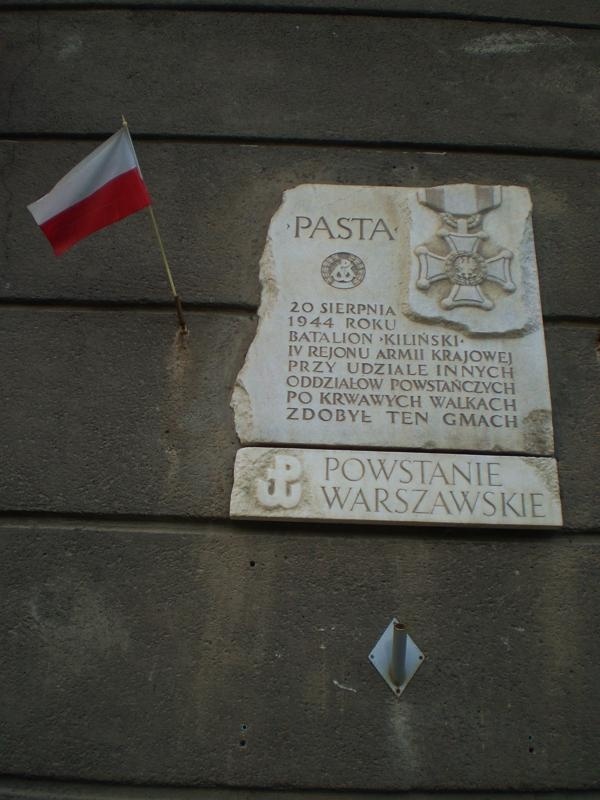 ·PASTA·
20 SIERPNIA
1944 ROKU
BATALION ·KILIŃSKI·
IV REJONU ARMII KRAJOWEJ
PRZY UDZIALE INNYCH
ODDZIAŁÓW POWSTAŃCZYCH
PO KRWAWYCH WALKACH
ZDOBYŁ TEN GMACH
POWSTANIE
WARSZAWSKIE